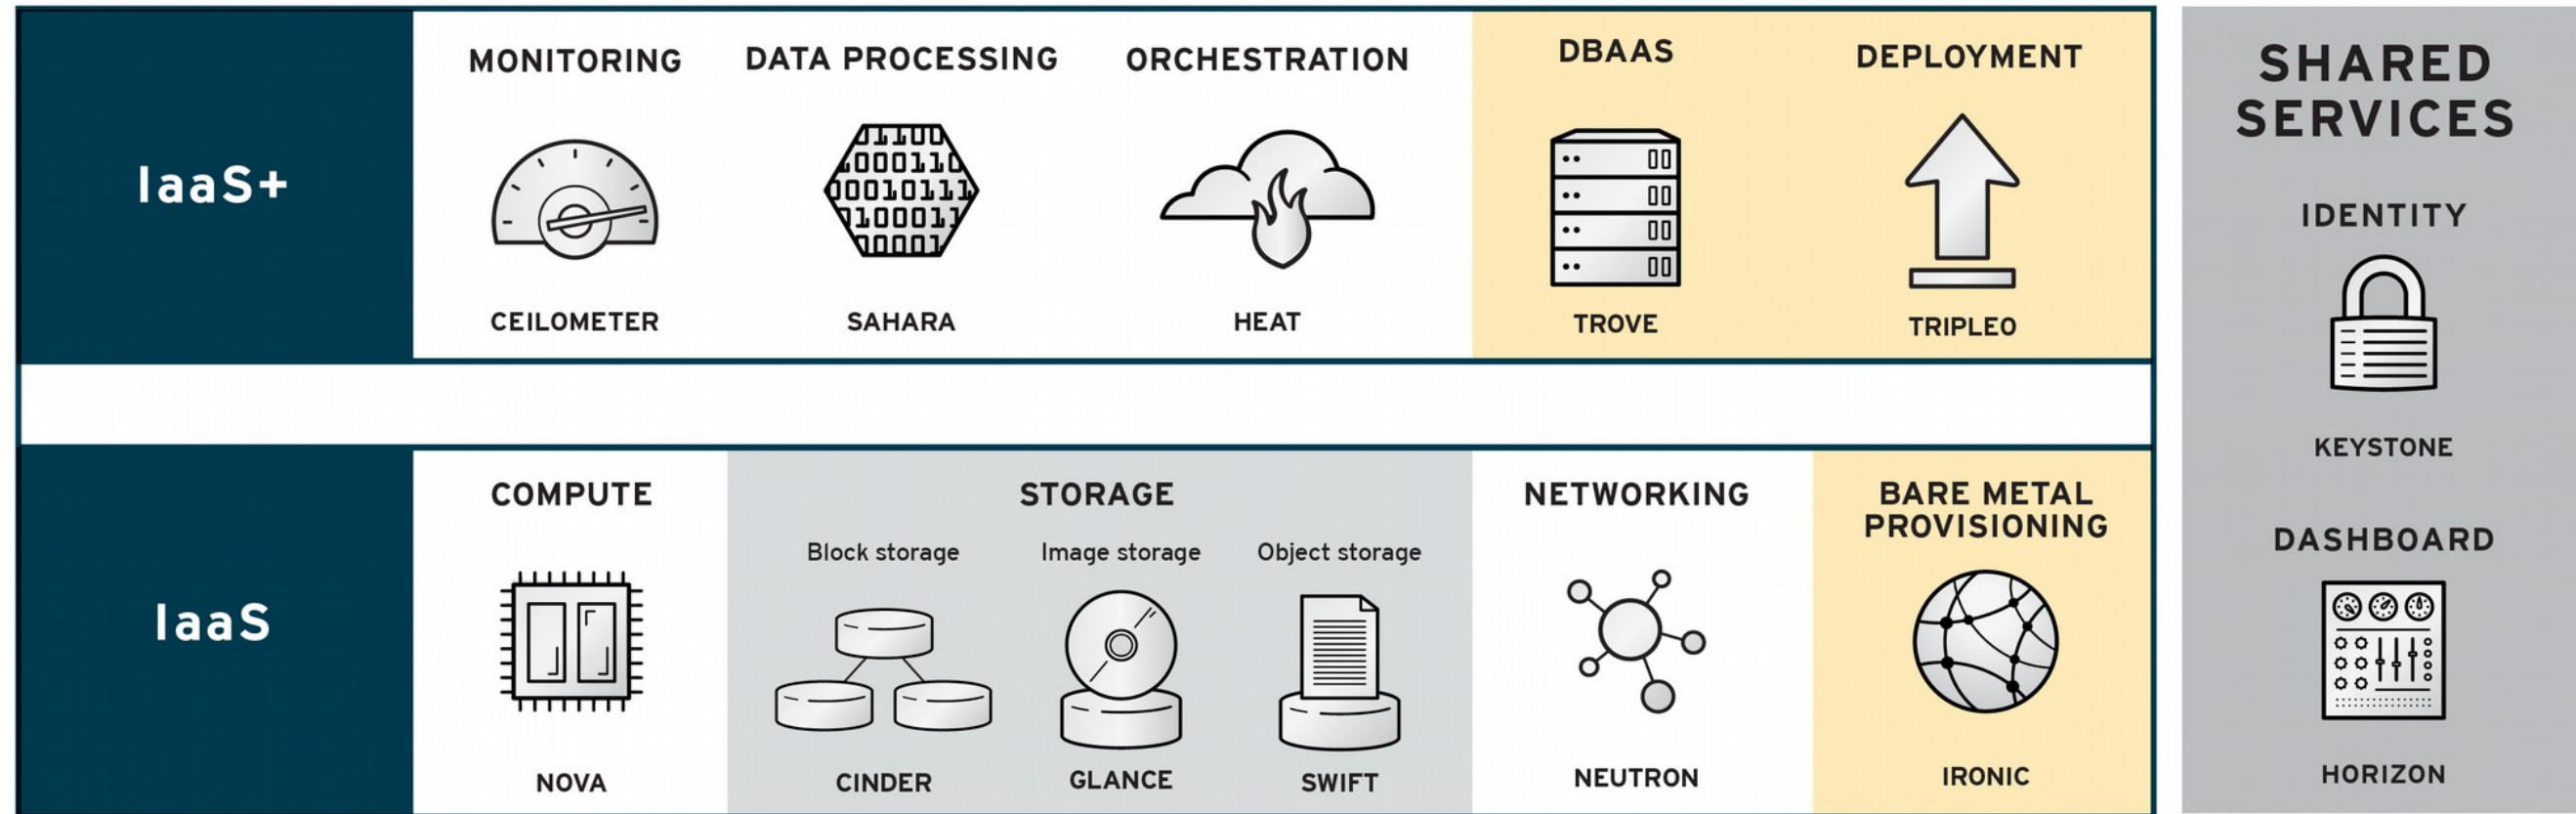 IaaS+
MONITORING
CEILOMETER
DATA PROCESSING
SAHARA
ORCHESTRATION
HEAT
DBAAS
TROVE
DEPLOYMENT
TRIPLEO
IaaS
COMPUTE
NOVA
STORAGE
Block storage
CINDER
Image storage
GLANCE
Object storage
SWIFT
NETWORKING
NEUTRON
BARE METAL
PROVISIONING
IRONIC
SHARED
SERVICES
IDENTITY
KEYSTONE
DASHBOARD
HORIZON